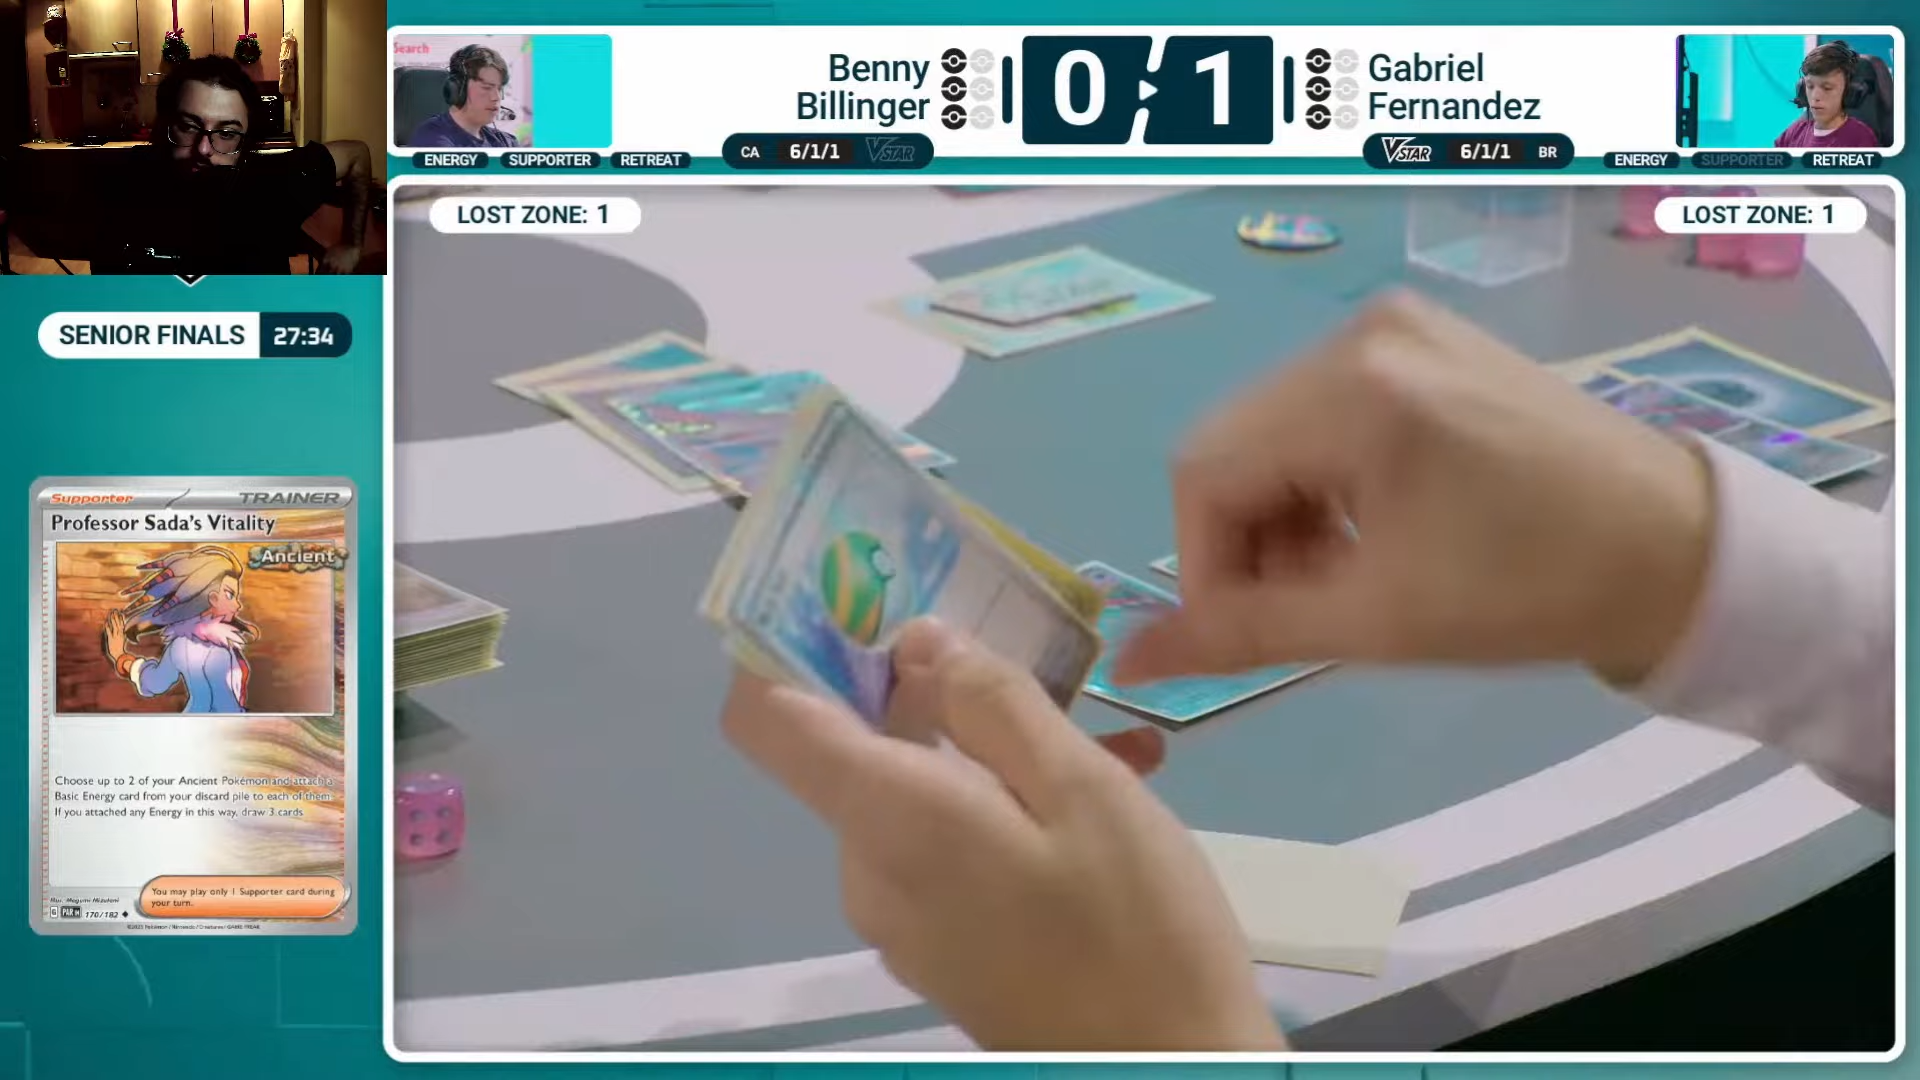 Search
Benny
Billinger
0
1
Gabriel
Fernandez
CA 6/1/1 VSTAR
VSTAR 6/1/1 BR
ENERGY SUPPORTER RETREAT
ENERGY SUPPORTER RETREAT
LOST ZONE: 1
LOST ZONE: 1
SENIOR FINALS 27:34
Supporter TRAINER
Professor Sada's Vitality
Ancient
Choose up to 2 of your Ancient Pokémon and attach a
Basic Energy card from your discard pile to each of them.
If you attached any Energy in this way, draw 3 cards.
You may play only 1 Supporter card during
your turn.
G PAR 170/182